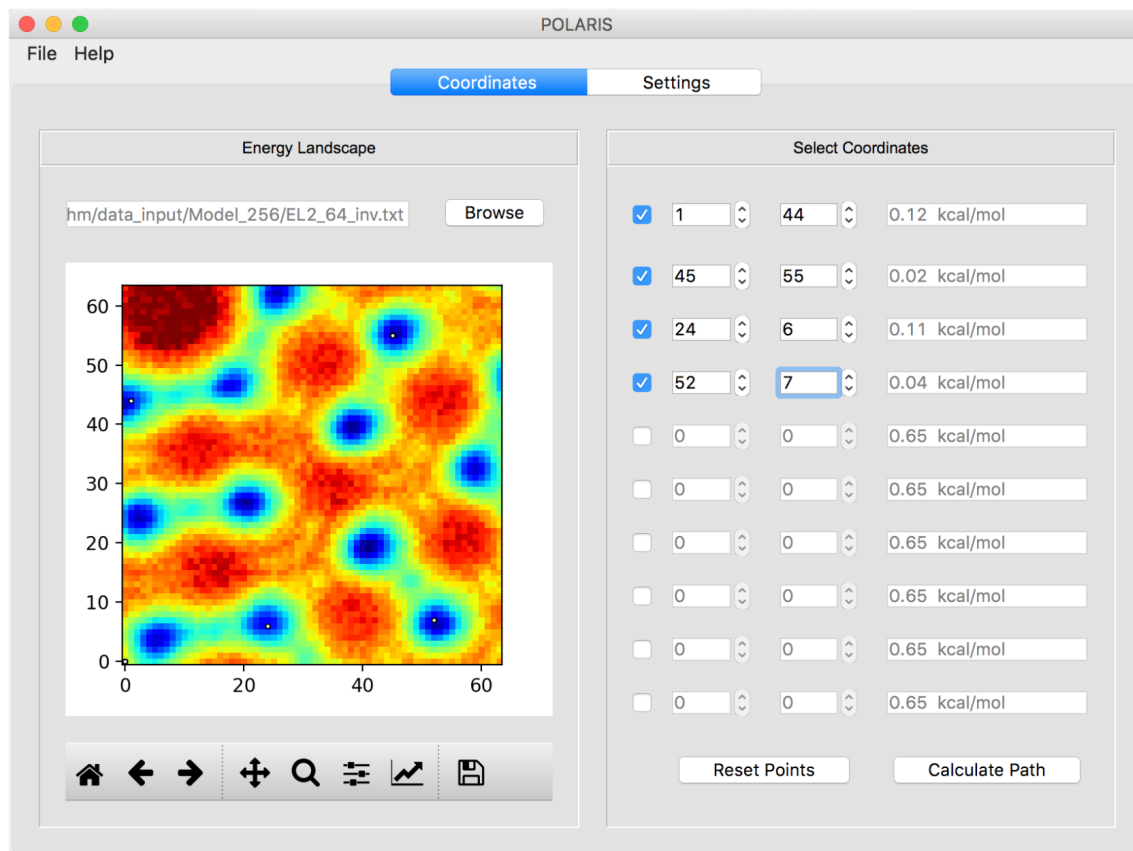 POLARIS
File Help
Coordinates Settings
Energy Landscape
hm/data_input/Model_256/EL2_64_inv.txt Browse
60
50
40
30
20
10
0
0 20 40 60
Select Coordinates
1 44 0.12 kcal/mol
45 55 0.02 kcal/mol
24 6 0.11 kcal/mol
52 7 0.04 kcal/mol
0 0 0.65 kcal/mol
0 0 0.65 kcal/mol
0 0 0.65 kcal/mol
0 0 0.65 kcal/mol
0 0 0.65 kcal/mol
0 0 0.65 kcal/mol
Reset Points Calculate Path